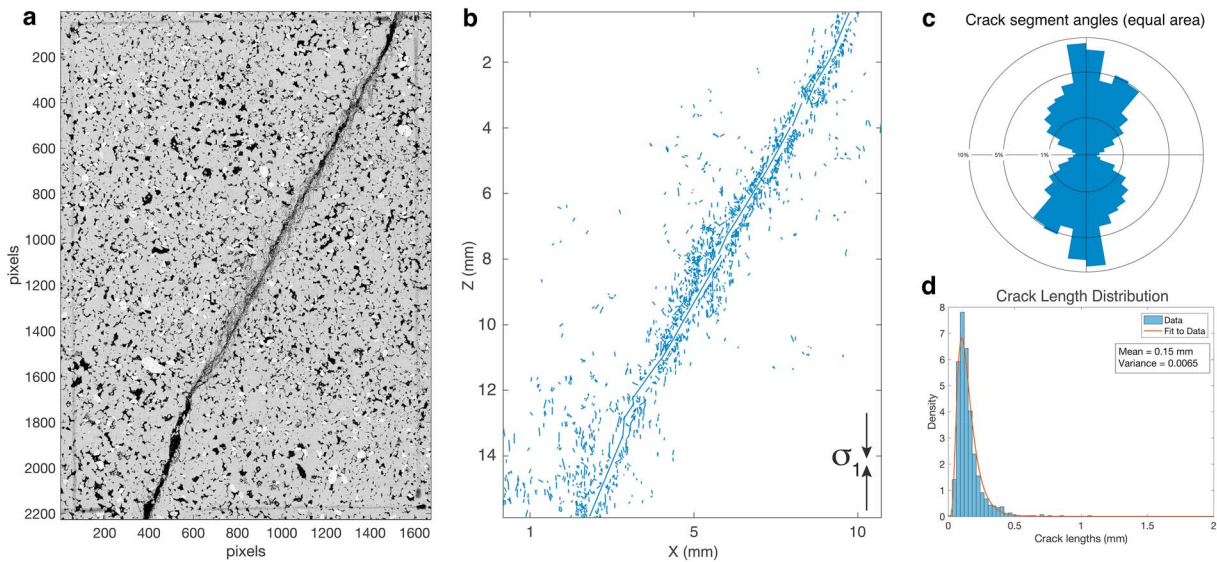 a
200
400
600
800
1000
1200
1400
1600
1800
2000
2200
pixels
200 400 600 800 1000 1200 1400 1600
pixels
b
2
4
6
8
10
12
14
Z (mm)
1 5 10
X (mm)
σ1
c
Crack segment angles (equal area)
10% 5% 1%
d
Crack Length Distribution
8
7
6
5
4
3
2
1
0
Density
Data
Fit to Data
Mean = 0.15 mm
Variance = 0.0065
0 0.5 1 1.5 2
Crack lengths (mm)